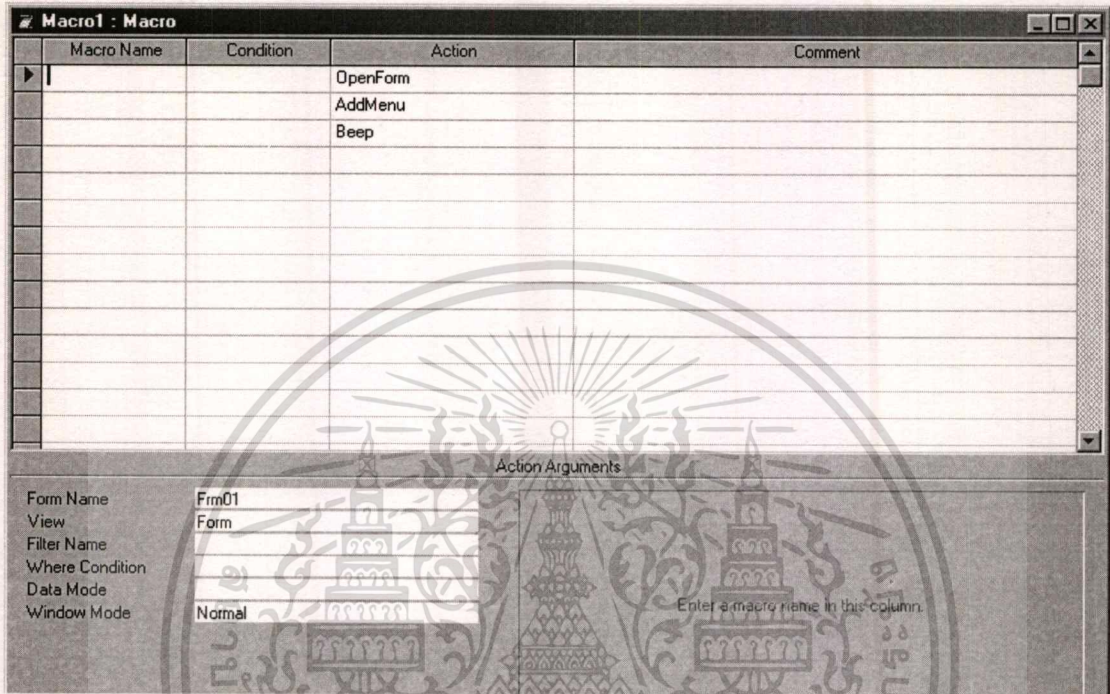 Macro1 : Macro
Macro Name Condition Action Comment
OpenForm
AddMenu
Beep
Action Arguments
Form Name Frm01
View Form
Filter Name
Where Condition
Data Mode
Window Mode Normal
Enter a macro name in this column.